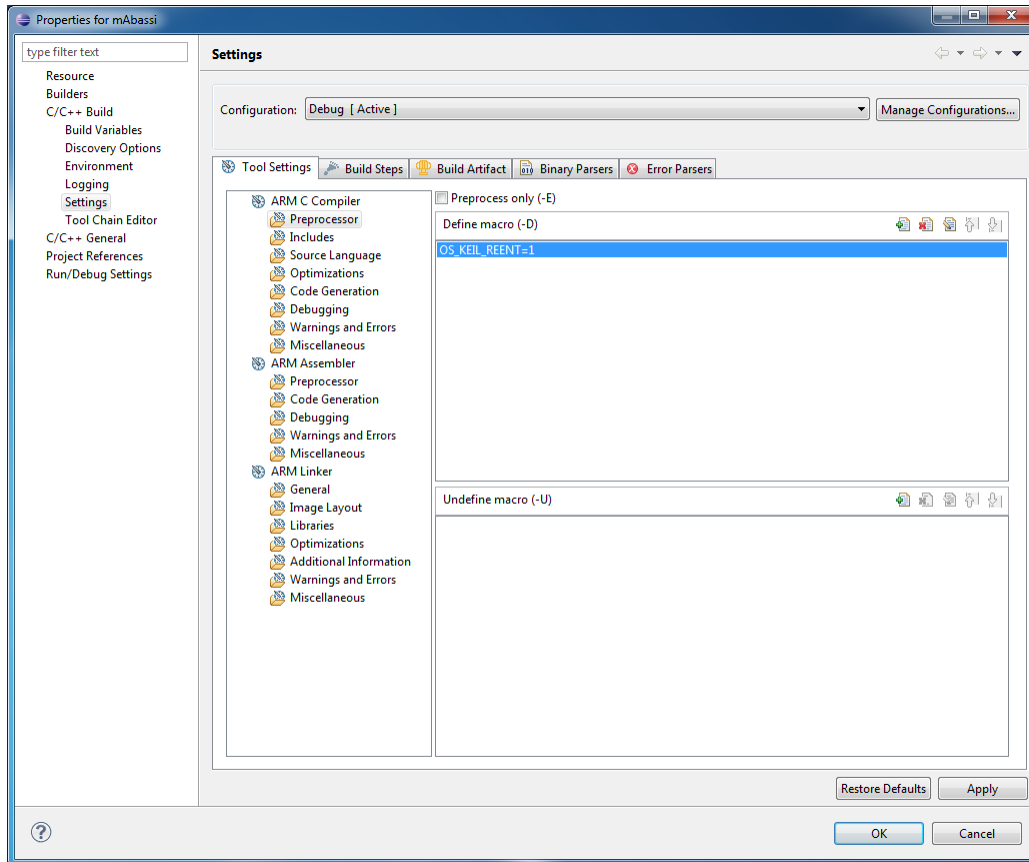 Properties for mAbassi
type filter text
Resource
Builders
C/C++ Build
Build Variables
Discovery Options
Environment
Logging
Settings
Tool Chain Editor
C/C++ General
Project References
Run/Debug Settings
Settings
Configuration: Debug [ Active ] Manage Configurations...
Tool Settings Build Steps Build Artifact Binary Parsers Error Parsers
ARM C Compiler
Preprocessor
Includes
Source Language
Optimizations
Code Generation
Debugging
Warnings and Errors
Miscellaneous
ARM Assembler
Preprocessor
Code Generation
Debugging
Warnings and Errors
Miscellaneous
ARM Linker
General
Image Layout
Libraries
Optimizations
Additional Information
Warnings and Errors
Miscellaneous
Preprocess only (-E)
Define macro (-D)
OS_KEIL_REENT=1
Undefine macro (-U)
Restore Defaults Apply
OK Cancel